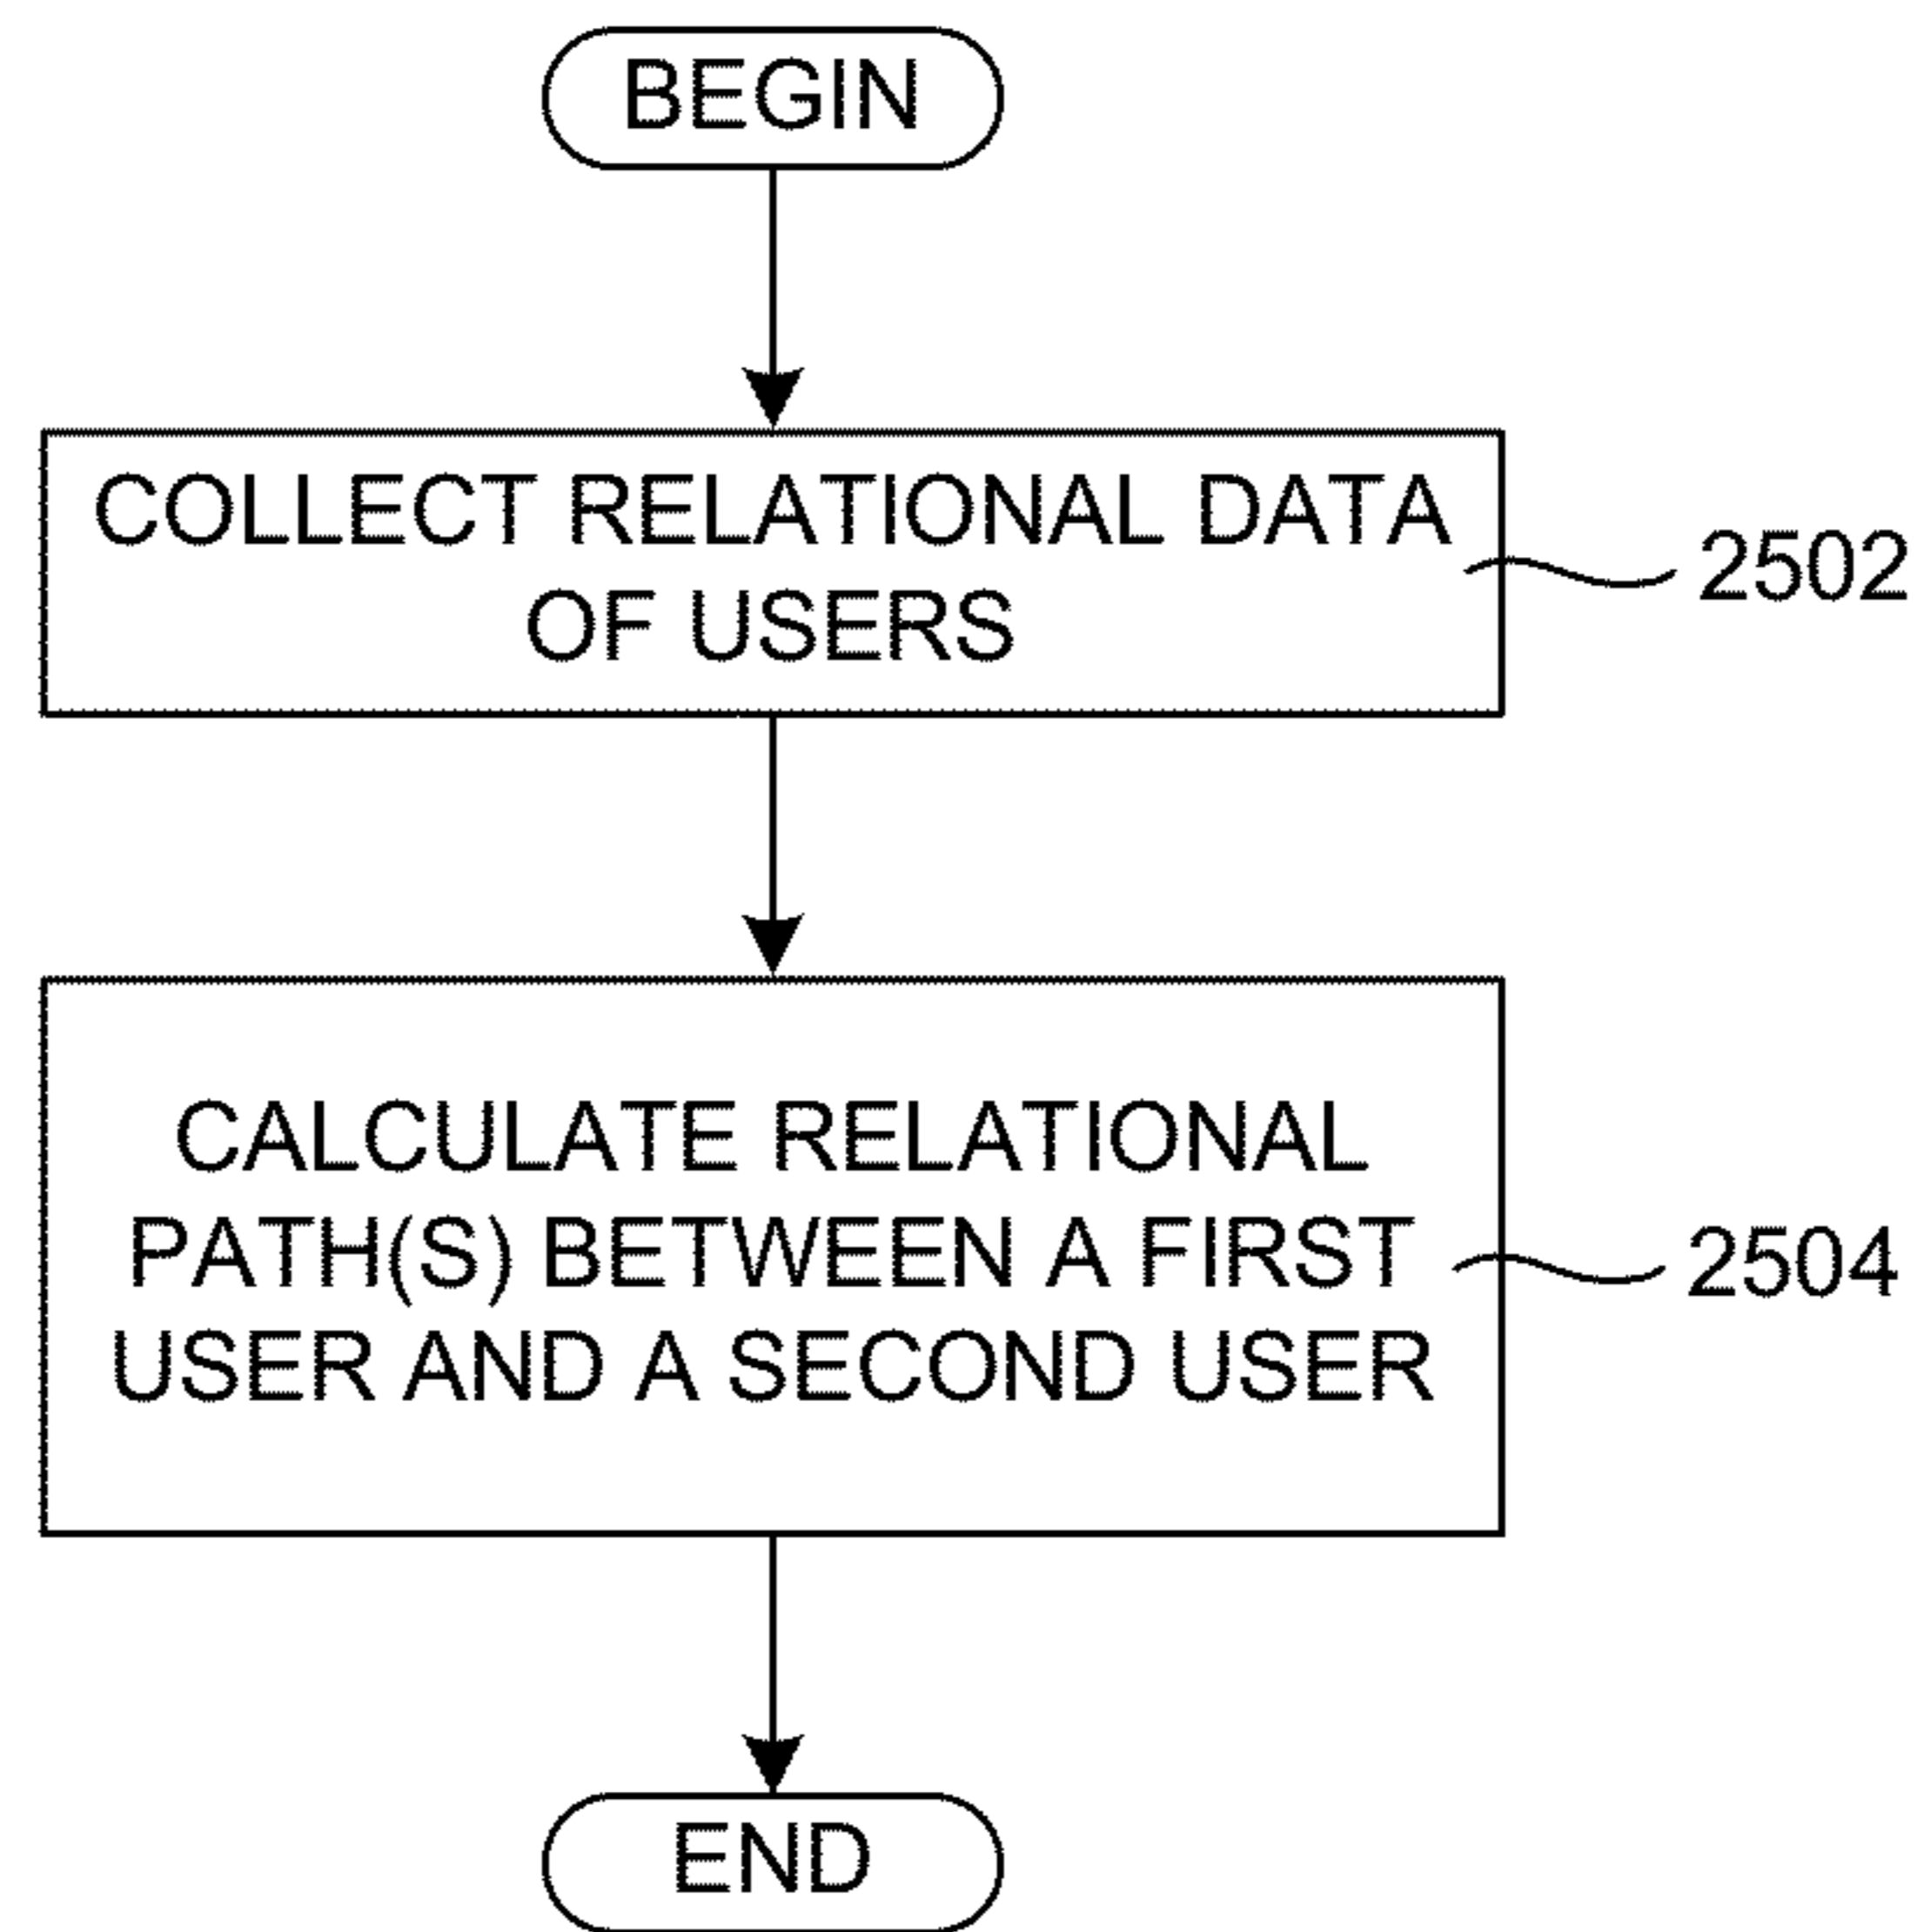 BEGIN
COLLECT RELATIONAL DATA
OF USERS
2502
CALCULATE RELATIONAL
PATH(S) BETWEEN A FIRST
USER AND A SECOND USER
2504
END